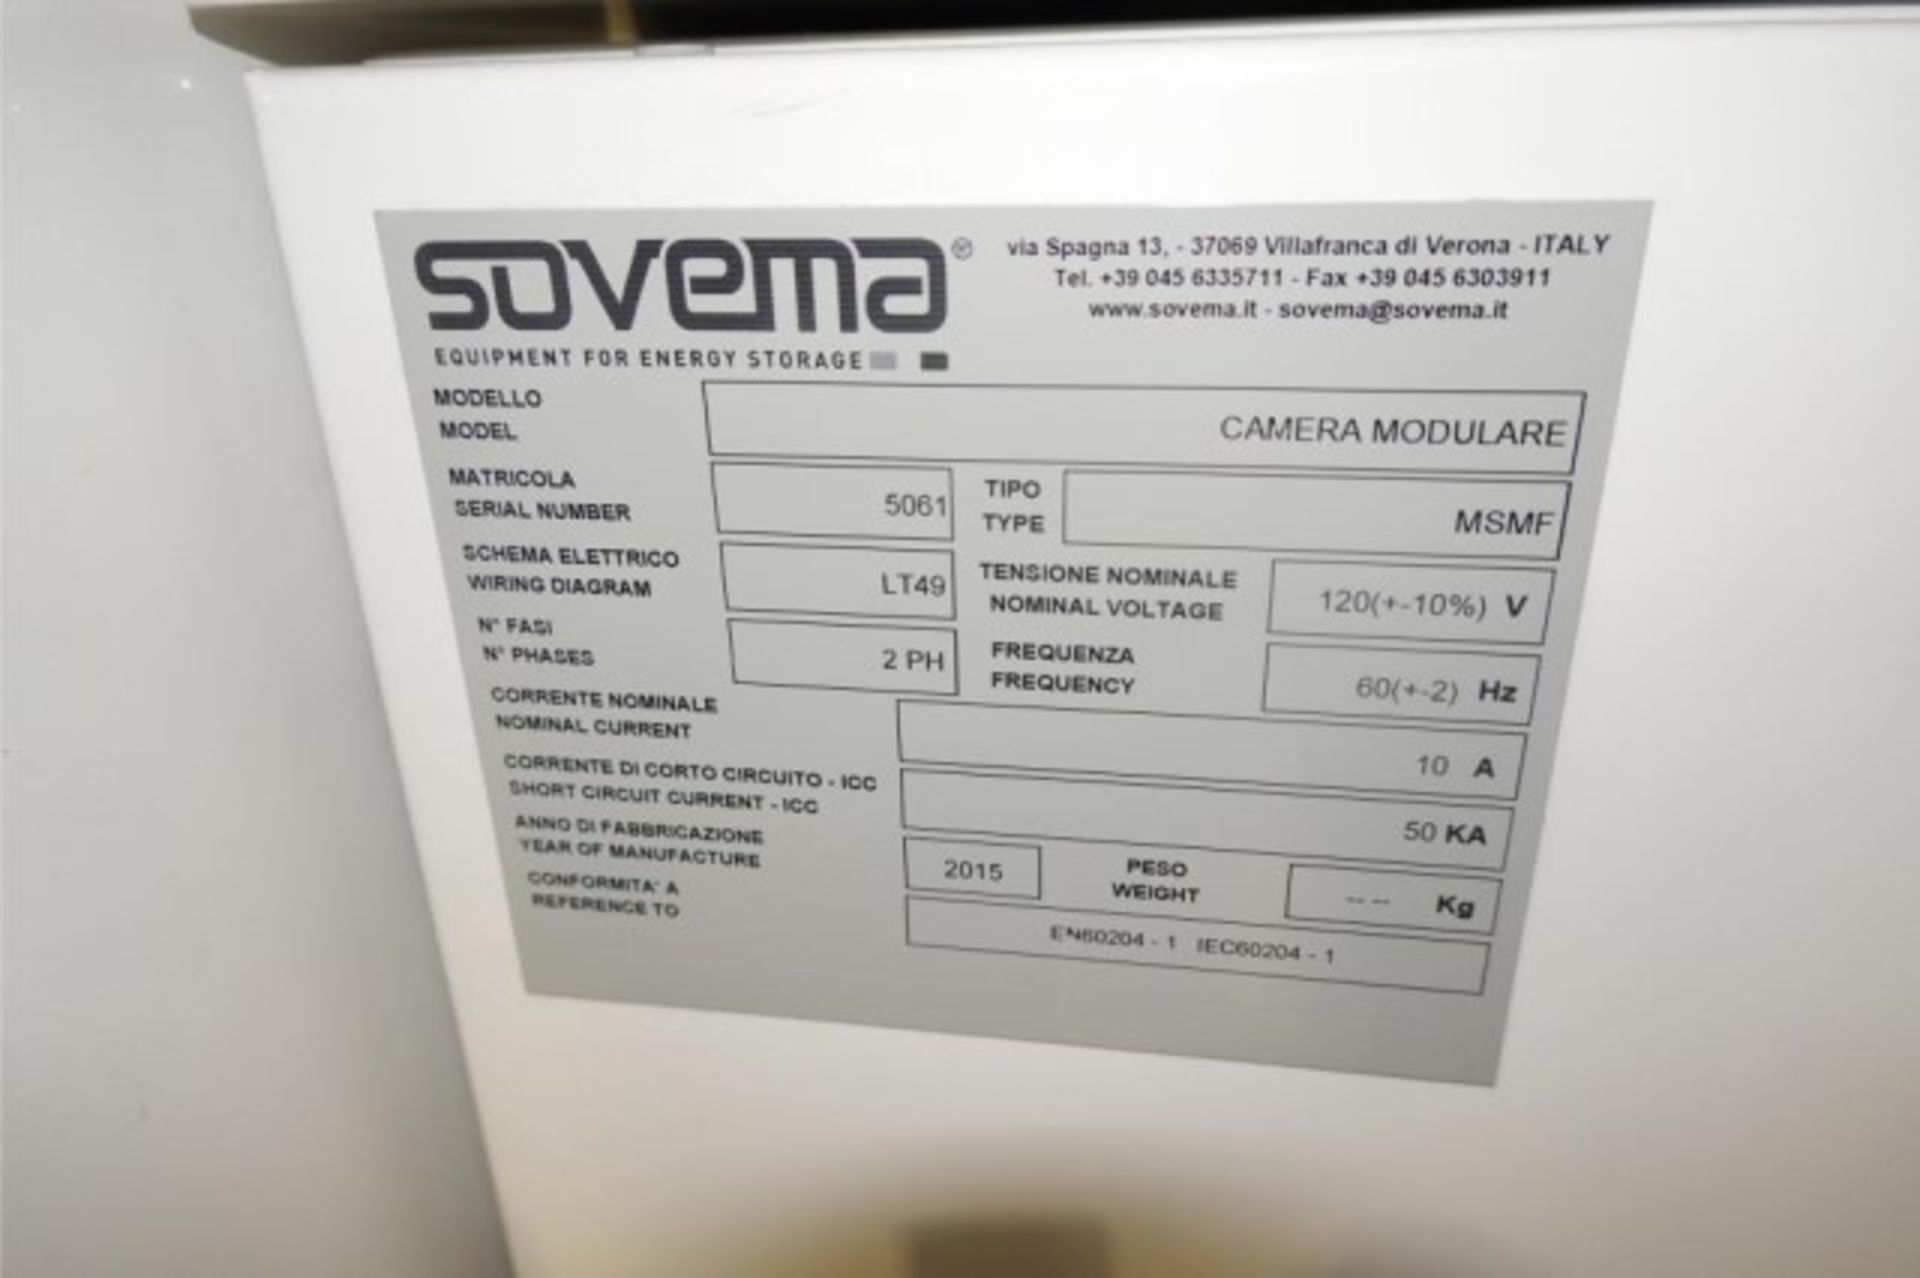 sovema®
EQUIPMENT FOR ENERGY STORAGE
via Spagna 13, - 37069 Villafranca di Verona - ITALY
Tel. +39 045 6335711 - Fax +39 045 6303911
www.sovema.it - sovema@sovema.it
MODELLO
MODEL
CAMERA MODULARE
MATRICOLA
SERIAL NUMBER
5061
TIPO
TYPE
MSMF
SCHEMA ELETTRICO
WIRING DIAGRAM
LT49
TENSIONE NOMINALE
NOMINAL VOLTAGE
120(+-10%) V
N° FASI
N° PHASES
2 PH
FREQUENZA
FREQUENCY
60(+-2) Hz
CORRENTE NOMINALE
NOMINAL CURRENT
10 A
CORRENTE DI CORTO CIRCUITO - ICC
SHORT CIRCUIT CURRENT - ICC
50 KA
ANNO DI FABBRICAZIONE
YEAR OF MANUFACTURE
2015
PESO
WEIGHT
-- -- Kg
CONFORMITA' A
REFERENCE TO
EN60204 - 1 IEC60204 - 1